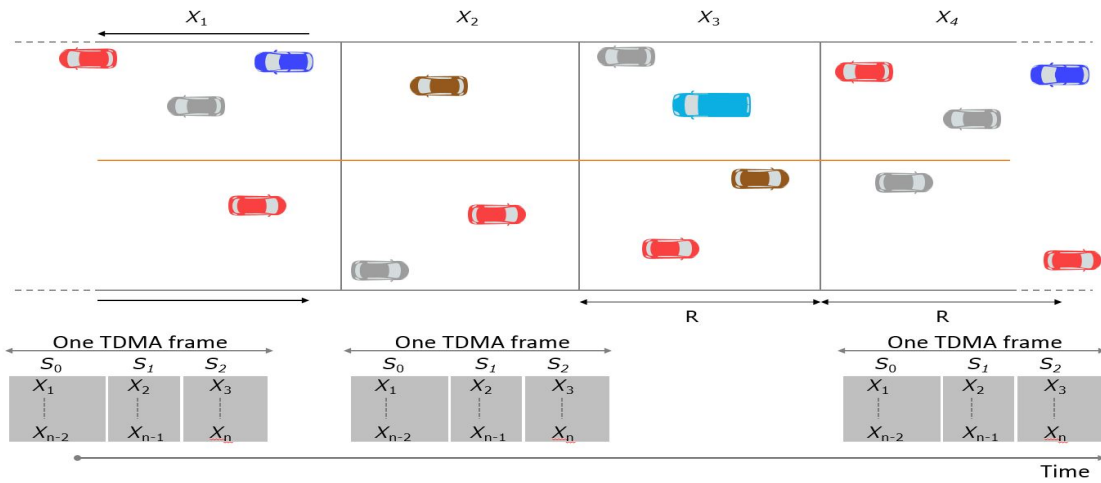 X1 X2 X3 X4
R R
One TDMA frame One TDMA frame One TDMA frame
S0 S1 S2 S0 S1 S2 S0 S1 S2
X1 X2 X3 X1 X2 X3 X1 X2 X3
Xn-2 Xn-1 Xn Xn-2 Xn-1 Xn Xn-2 Xn-1 Xn
Time